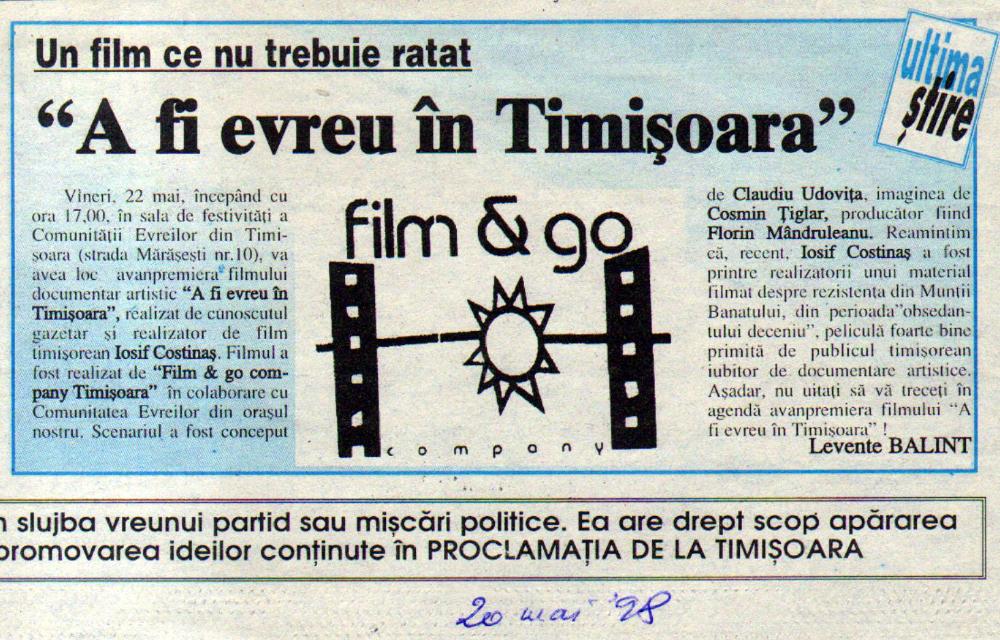 Un film ce nu trebuie ratat
ultima
știre
“A fi evreu în Timișoara”
Vineri, 22 mai, începând cu
ora 17,00, în sala de festivități a
Comunității Evreilor din Timi-
șoara (strada Mărășești nr.10), va
avea loc avanpremiera filmului
documentar artistic “A fi evreu în
Timișoara”, realizat de cunoscutul
gazetar și realizator de film
timișorean Iosif Costinaș. Filmul a
fost realizat de “Film & go com-
pany Timișoara” în colaborare cu
Comunitatea Evreilor din orașul
nostru. Scenariul a fost conceput
film & go
company
de Claudiu Udovița, imaginea de
Cosmin Țiglar, producător fiind
Florin Mândruleanu. Reamintim
că, recent, Iosif Costinaș a fost
printre realizatorii unui material
filmat despre rezistența din Munții
Banatului, din perioada”obsedan-
tului deceniu”, peliculă foarte bine
primită de publicul timișorean
iubitor de documentare artistice.
Așadar, nu uitați să vă treceți în
agendă avanpremiera filmului “A
fi evreu în Timișoara” !
Levente BALINT
n slujba vreunui partid sau mișcări politice. Ea are drept scop apărarea
promovarea ideilor conținute în PROCLAMAȚIA DE LA TIMIȘOARA
20 mai '98